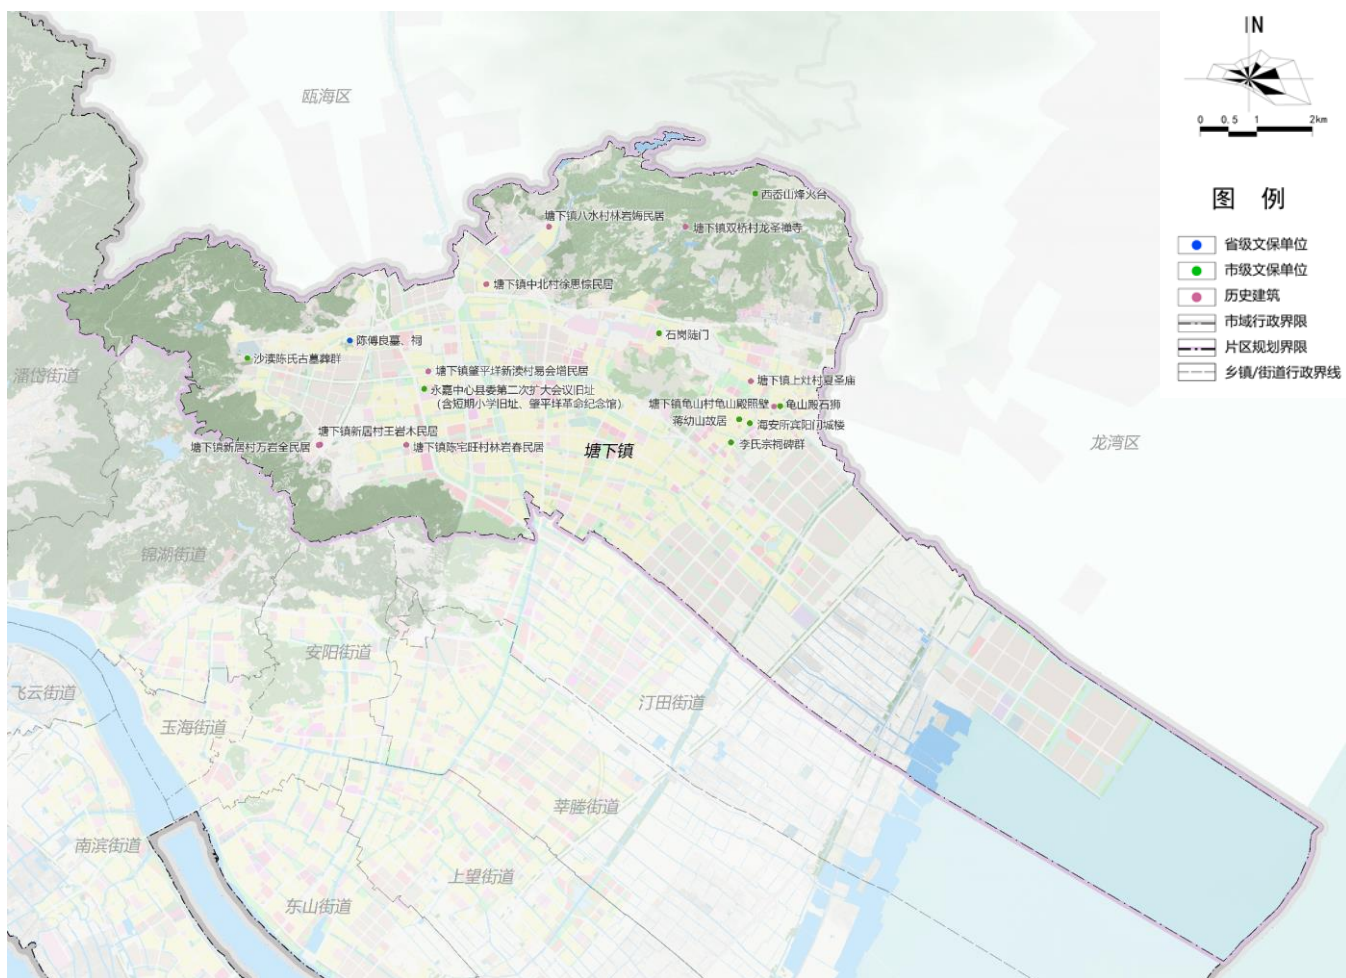 N
0 0.5 1 2km
瓯海区
图 例
省级文保单位
市级文保单位
历史建筑
市域行政界限
片区规划界限
乡镇/街道行政界线
西岙山烽火台
塘下镇八水村林岩姆民居
塘下镇双桥村龙圣禅寺
塘下镇中北村徐思倧民居
石岗陡门
陈傅良墓、祠
沙渎陈氏古墓葬群
潘岱街道
塘下镇肇平垟新渎村易会增民居
塘下镇上灶村夏圣庙
永嘉中心县委第二次扩大会议旧址
(含短期小学旧址、肇平垟革命纪念馆)
塘下镇龟山村龟山殿照壁
龟山殿石狮
蒋幼山故居
海安所宾阳门城楼
塘下镇新居村王岩木民居
李氏宗祠碑群
龙湾区
塘下镇新居村万岩全民居
塘下镇陈宅旺村林岩春民居
塘下镇
锦湖街道
安阳街道
飞云街道
汀田街道
玉海街道
莘塍街道
南滨街道
上望街道
东山街道